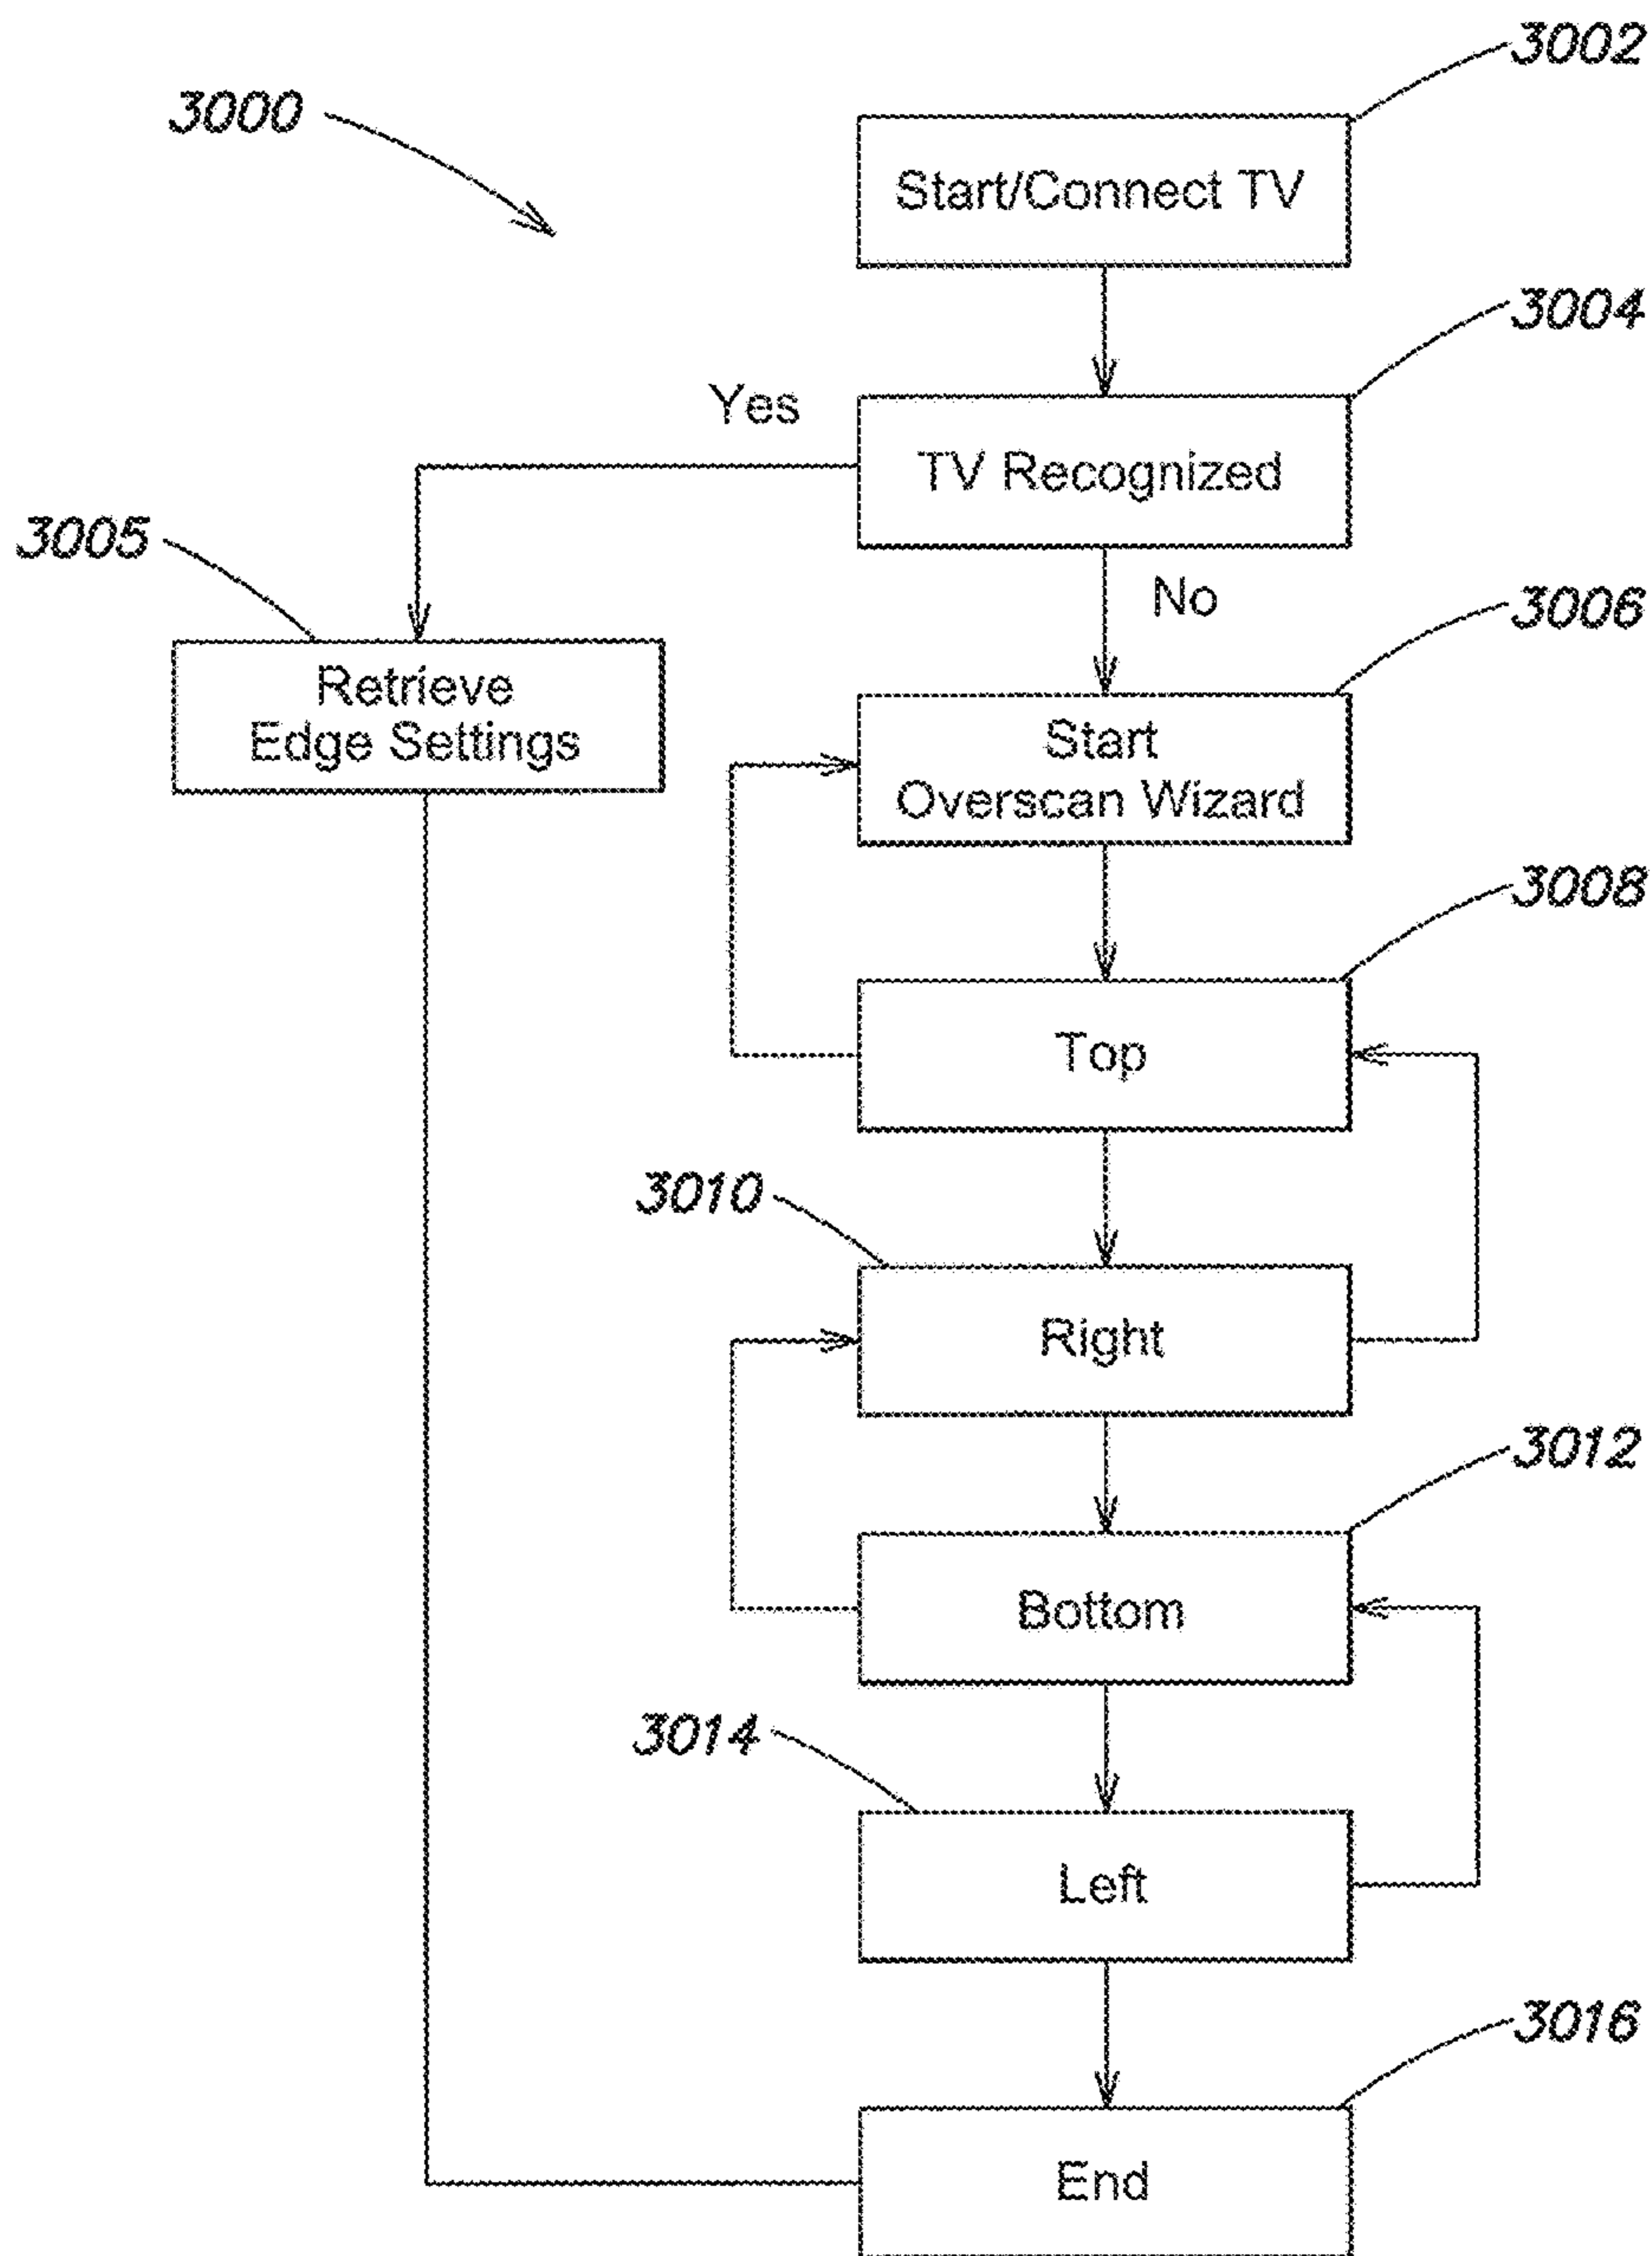 3002
3000
Start/Connect TV
3004
Yes
TV Recognized
3005
No
3006
Retrieve
Edge Settings
Start
Overscan Wizard
3008
Top
3010
Right
3012
Bottom
3014
Left
3016
End